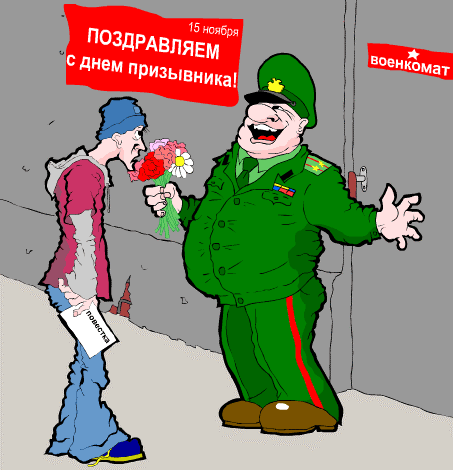 15 ноября
ПОЗДРАВЛЯЕМ
с днем призывника!
военкомат
повестка